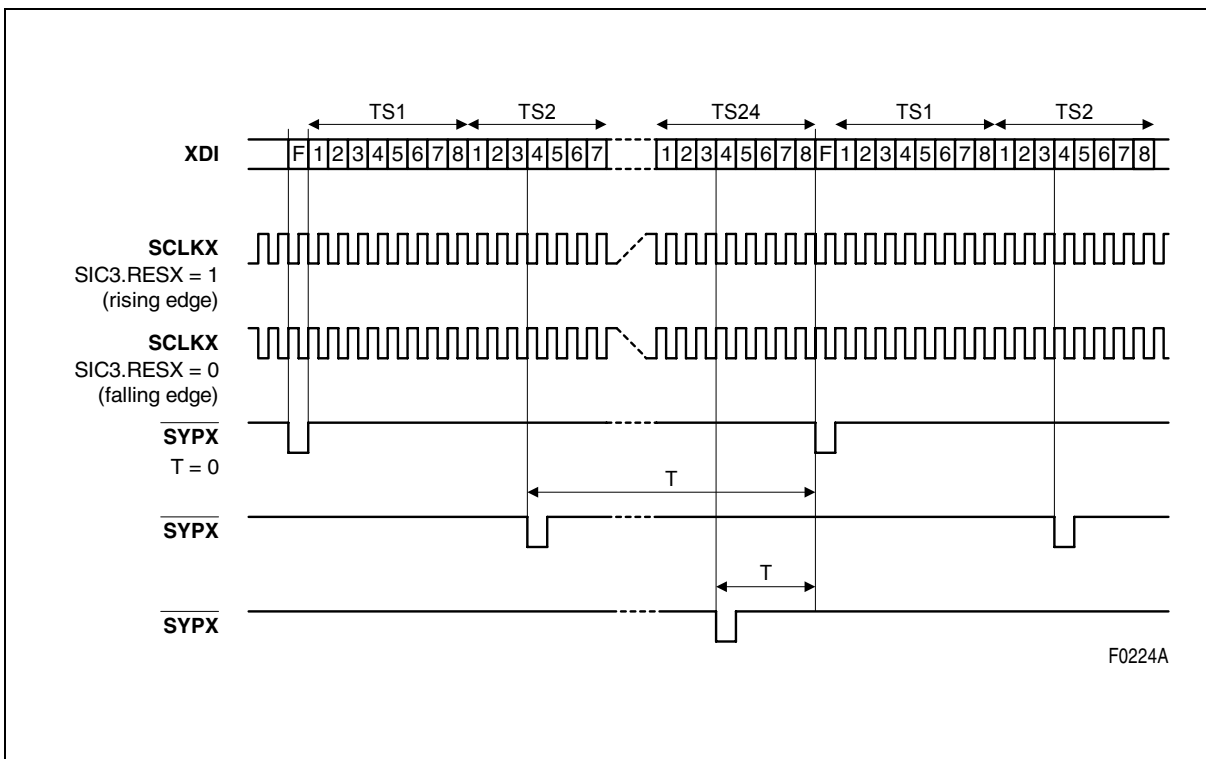 TS1 TS2 TS24 TS1 TS2
XDI F 1 2 3 4 5 6 7 8 1 2 3 4 5 6 7 1 2 3 4 5 6 7 8 F 1 2 3 4 5 6 7 8 1 2 3 4 5 6 7 8
SCLKX
SIC3.RESX = 1
(rising edge)
SCLKX
SIC3.RESX = 0
(falling edge)
SYPX
T = 0
T
SYPX
T
SYPX
F0224A